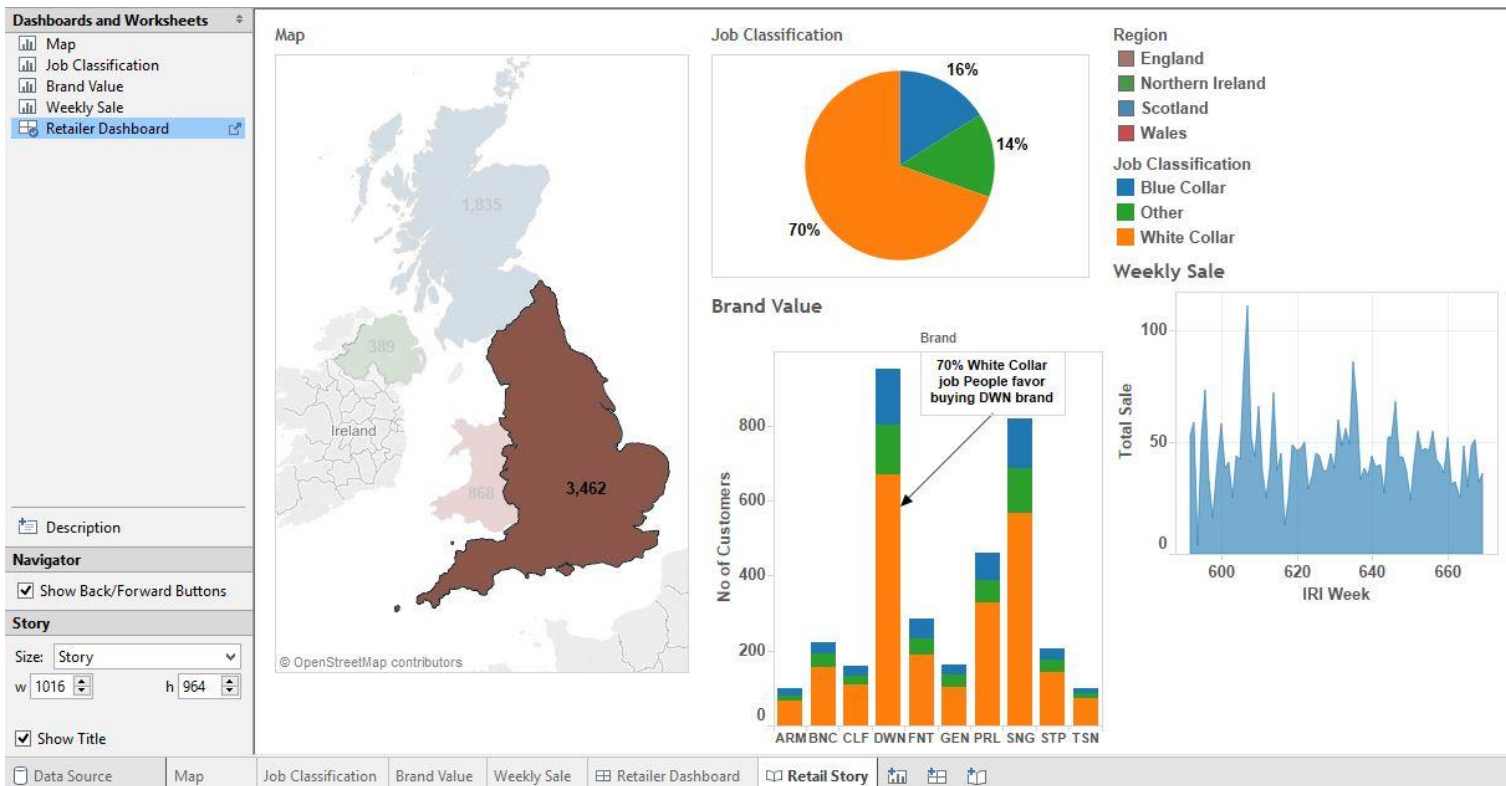 Dashboards and Worksheets
Map
Job Classification
Brand Value
Weekly Sale
Retailer Dashboard
Description
Navigator
Show Back/Forward Buttons
Story
Size: Story
w 1016 h 964
Show Title
Map
1,835
389
Ireland
868
3,462
© OpenStreetMap contributors
Job Classification
16%
14%
70%
Brand Value
Brand
70% White Collar
job People favor
buying DWN brand
No of Customers
800
600
400
200
0
ARM BNC CLF DWN FNT GEN PRL SNG STP TSN
Region
England
Northern Ireland
Scotland
Wales
Job Classification
Blue Collar
Other
White Collar
Weekly Sale
Total Sale
100
50
0
600 620 640 660
IRI Week
Data Source Map Job Classification Brand Value Weekly Sale Retailer Dashboard Retail Story